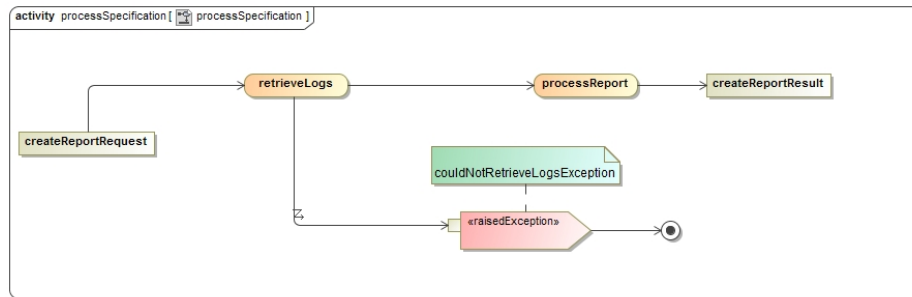 activity processSpecification [ processSpecification ]
retrieveLogs
processReport
createReportResult
createReportRequest
couldNotRetrieveLogsException
«raisedException»